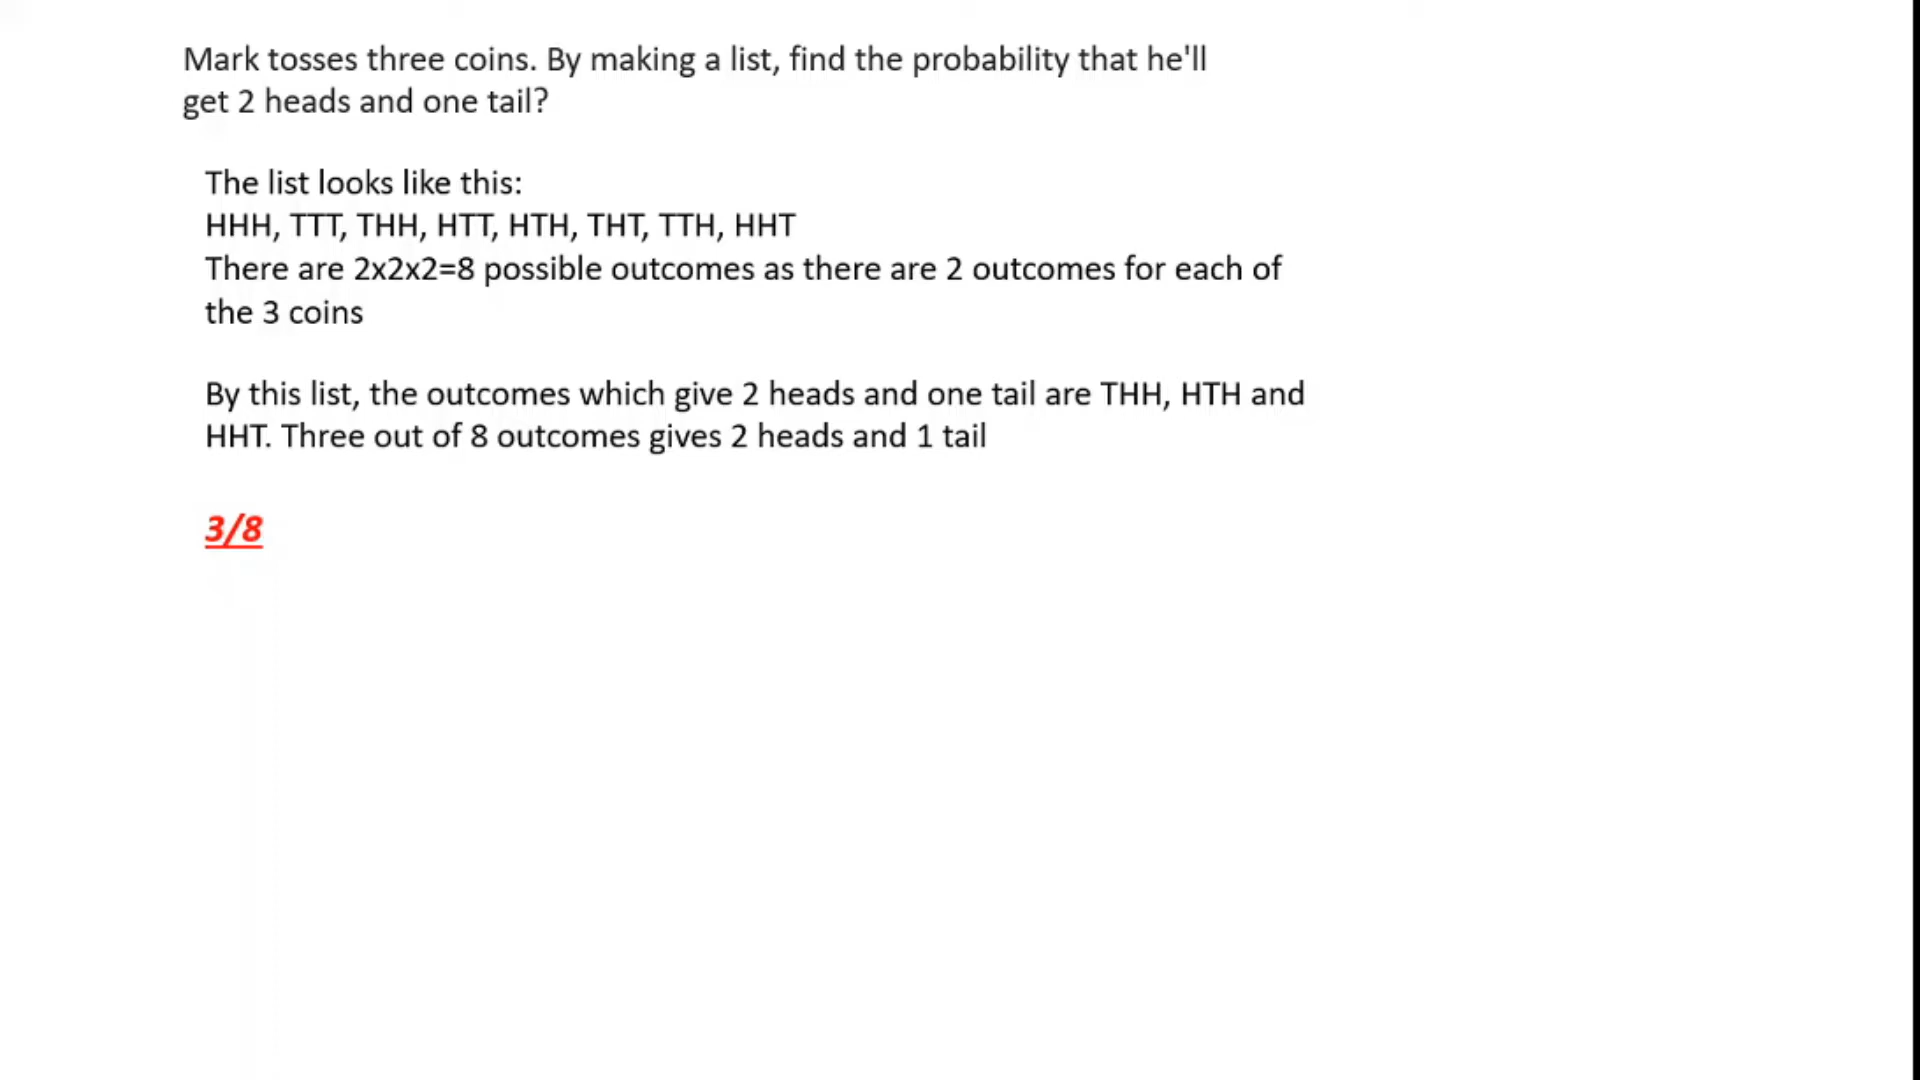 Mark tosses three coins. By making a list, find the probability that he'll
get 2 heads and one tail?
The list looks like this:
HHH, TTT, THH, HTT, HTH, THT, TTH, HHT
There are 2x2x2=8 possible outcomes as there are 2 outcomes for each of
the 3 coins
By this list, the outcomes which give 2 heads and one tail are THH, HTH and
HHT. Three out of 8 outcomes gives 2 heads and 1 tail
3/8